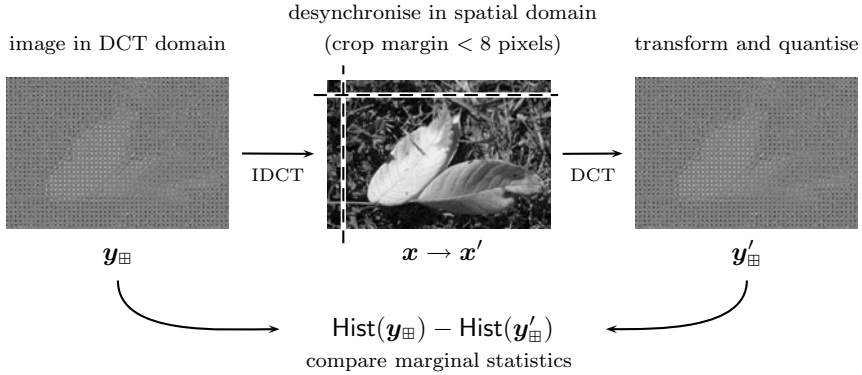 desynchronise in spatial domain
image in DCT domain
(crop margin < 8 pixels)
transform and quantise
IDCT
DCT
y⊞
x → x′
y′⊞
Hist(y⊞) − Hist(y′⊞)
compare marginal statistics